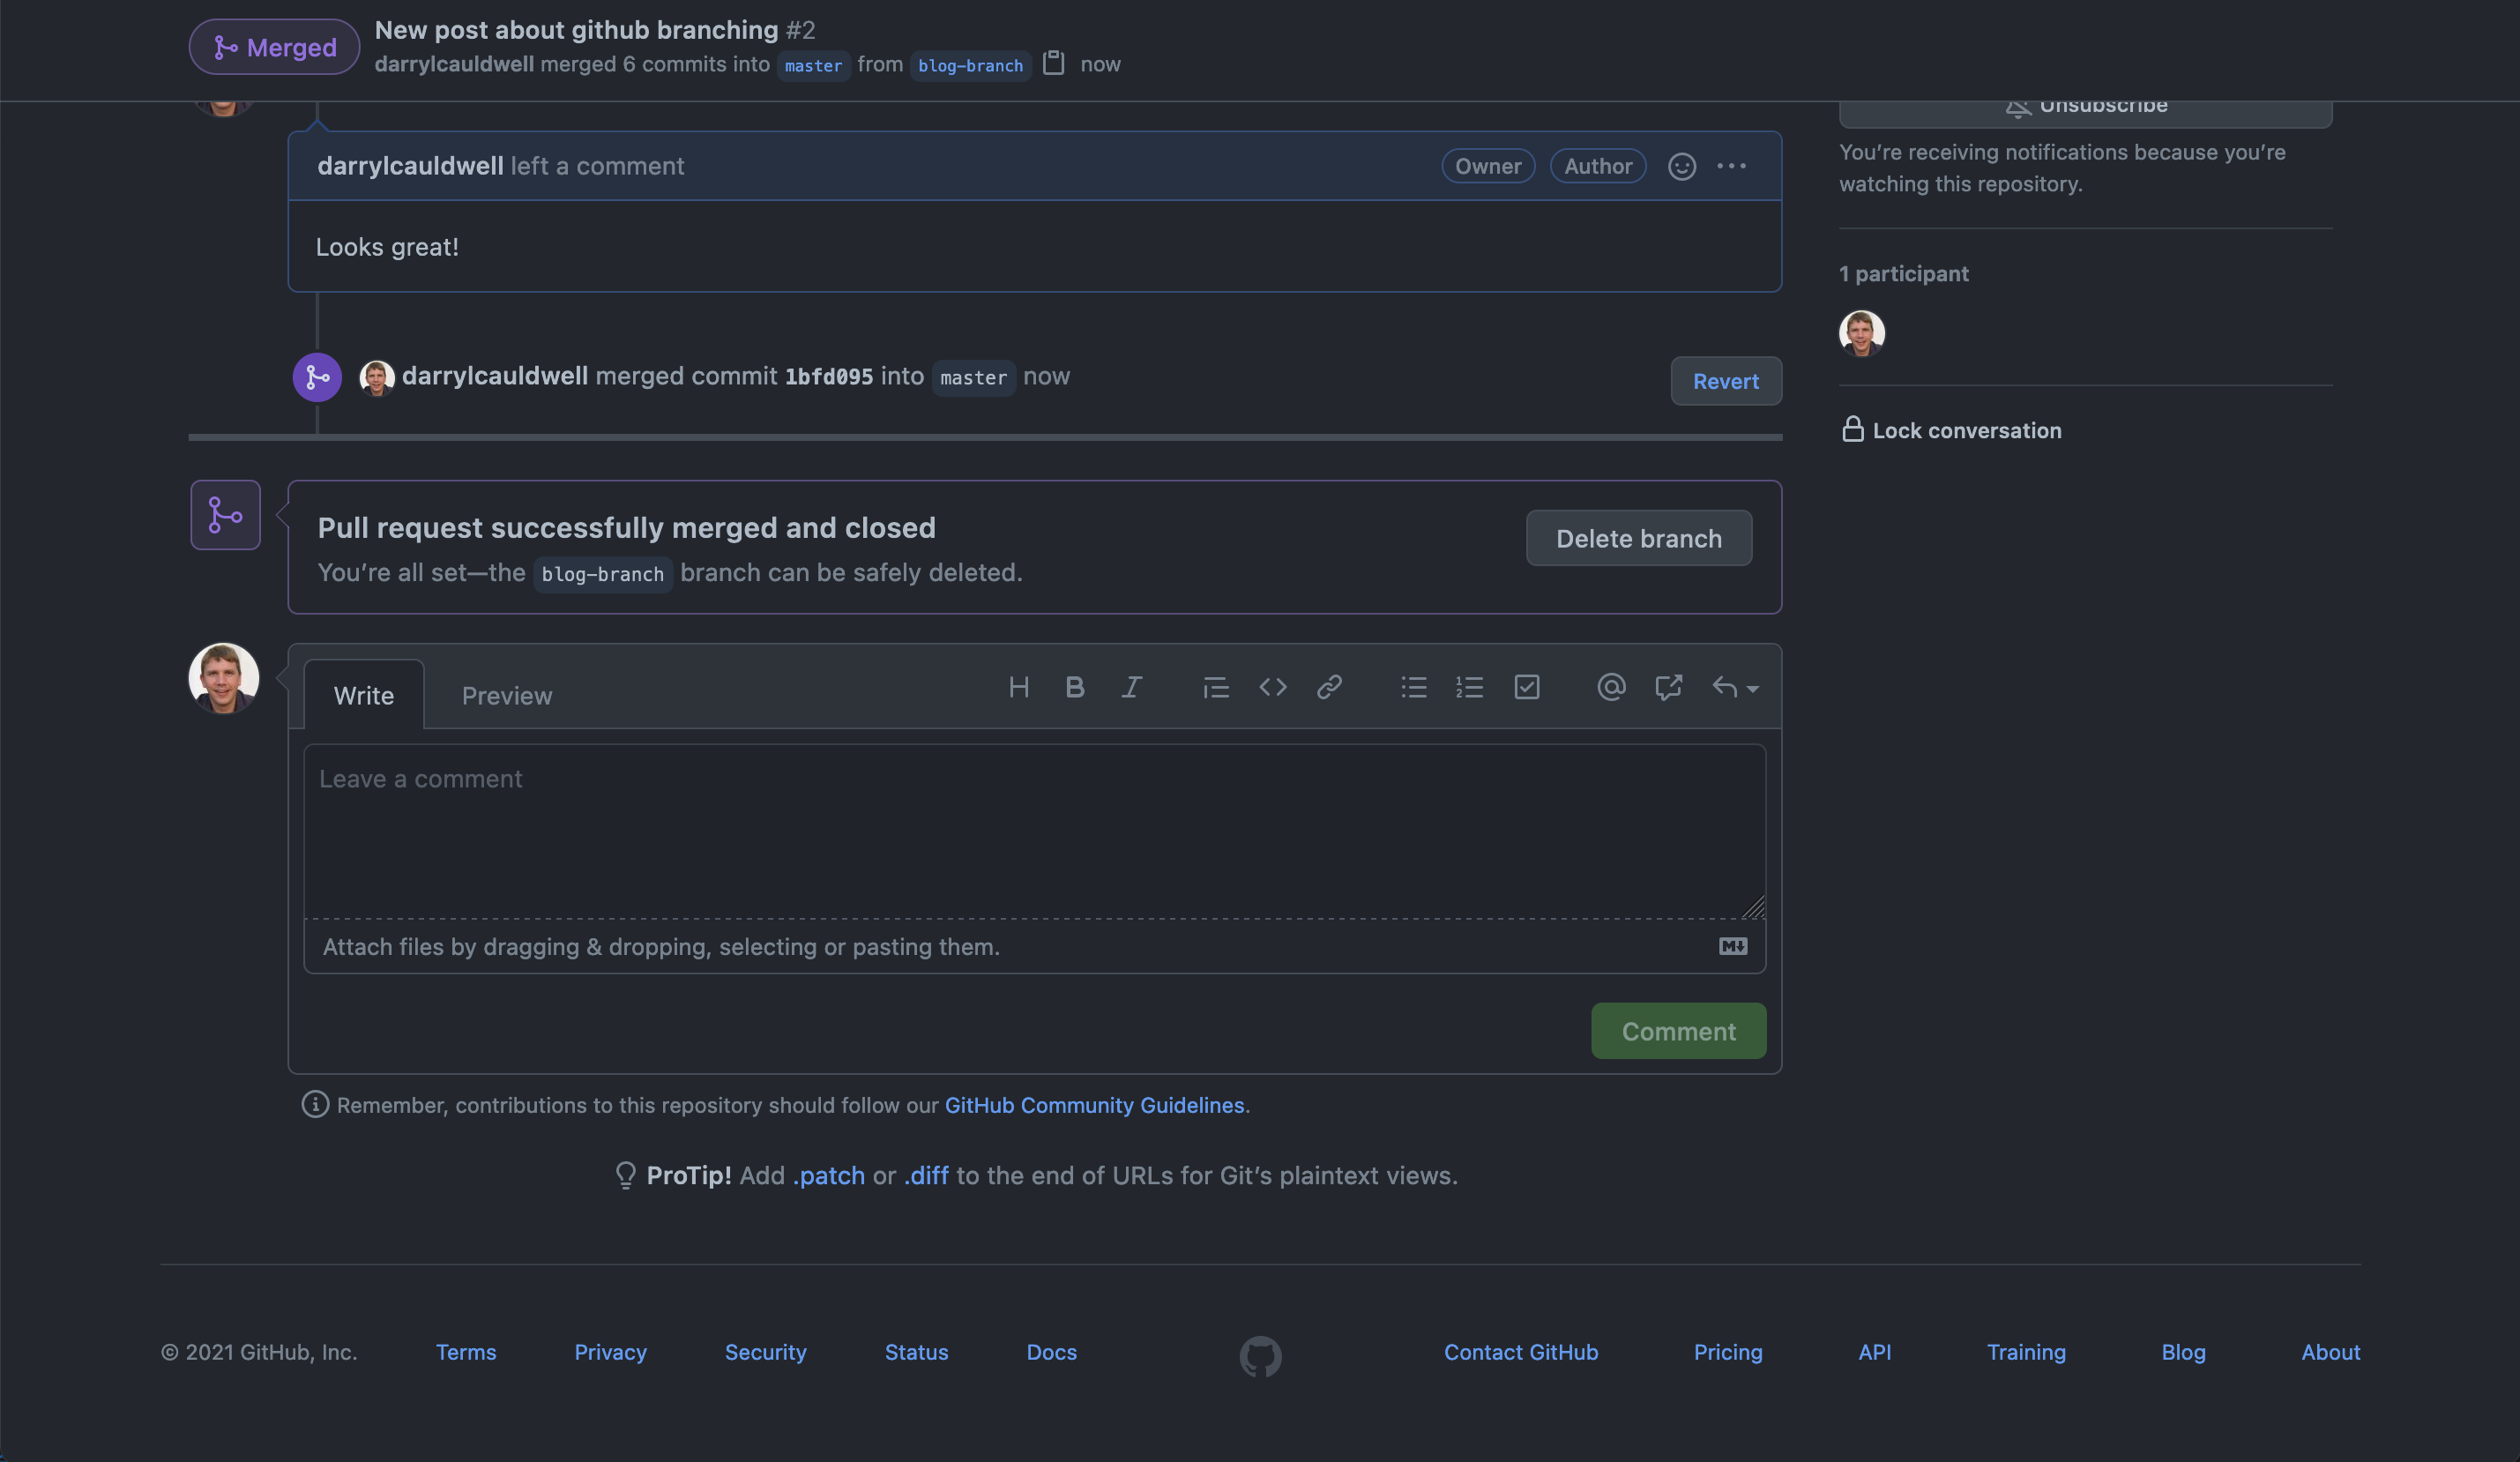 Merged
New post about github branching #2
darrylcauldwell merged 6 commits into master from blog-branch now
Unsubscribe
You’re receiving notifications because you’re
watching this repository.
1 participant
Lock conversation
darrylcauldwell left a comment
Owner Author
Looks great!
darrylcauldwell merged commit 1bfd095 into master now
Revert
Pull request successfully merged and closed
You’re all set—the blog-branch branch can be safely deleted.
Delete branch
Write Preview
Leave a comment
Attach files by dragging & dropping, selecting or pasting them.
Comment
Remember, contributions to this repository should follow our GitHub Community Guidelines.
ProTip! Add .patch or .diff to the end of URLs for Git’s plaintext views.
© 2021 GitHub, Inc. Terms Privacy Security Status Docs Contact GitHub Pricing API Training Blog About